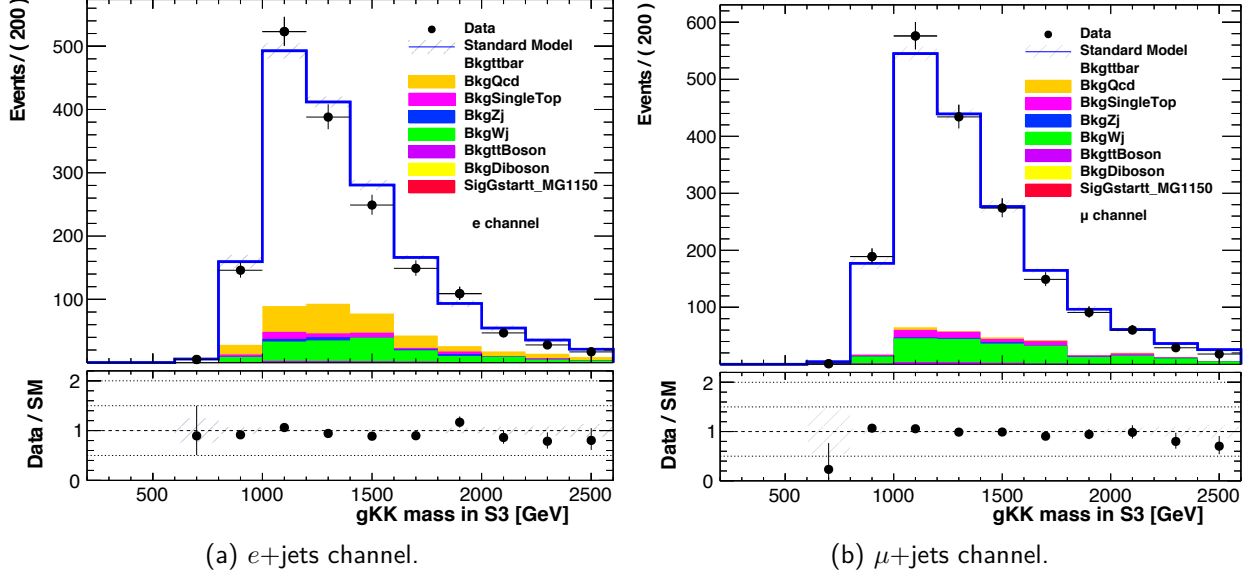 Events/ ( 200 )
500
400
300
200
100
Data
Standard Model
Bkgttbar
BkgQcd
BkgSingleTop
BkgZj
BkgWj
BkgttBoson
BkgDiboson
SigGstartt_MG1150
e channel
Data / SM
2
1
0
500 1000 1500 2000 2500
gKK mass in S3 [GeV]
(a) e+jets channel.
Events/ ( 200 )
600
500
400
300
200
100
0
Data
Standard Model
Bkgttbar
BkgQcd
BkgSingleTop
BkgZj
BkgWj
BkgttBoson
BkgDiboson
SigGstartt_MG1150
μ channel
Data / SM
2
1
0
500 1000 1500 2000 2500
gKK mass in S3 [GeV]
(b) μ+jets channel.